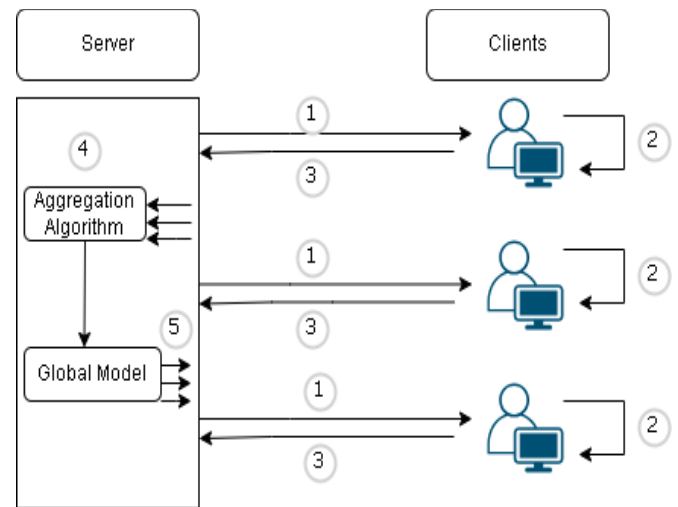 Server
Clients
1
2
4
3
Aggregation
Algorithm
1
2
5
3
Global Model
1
2
3